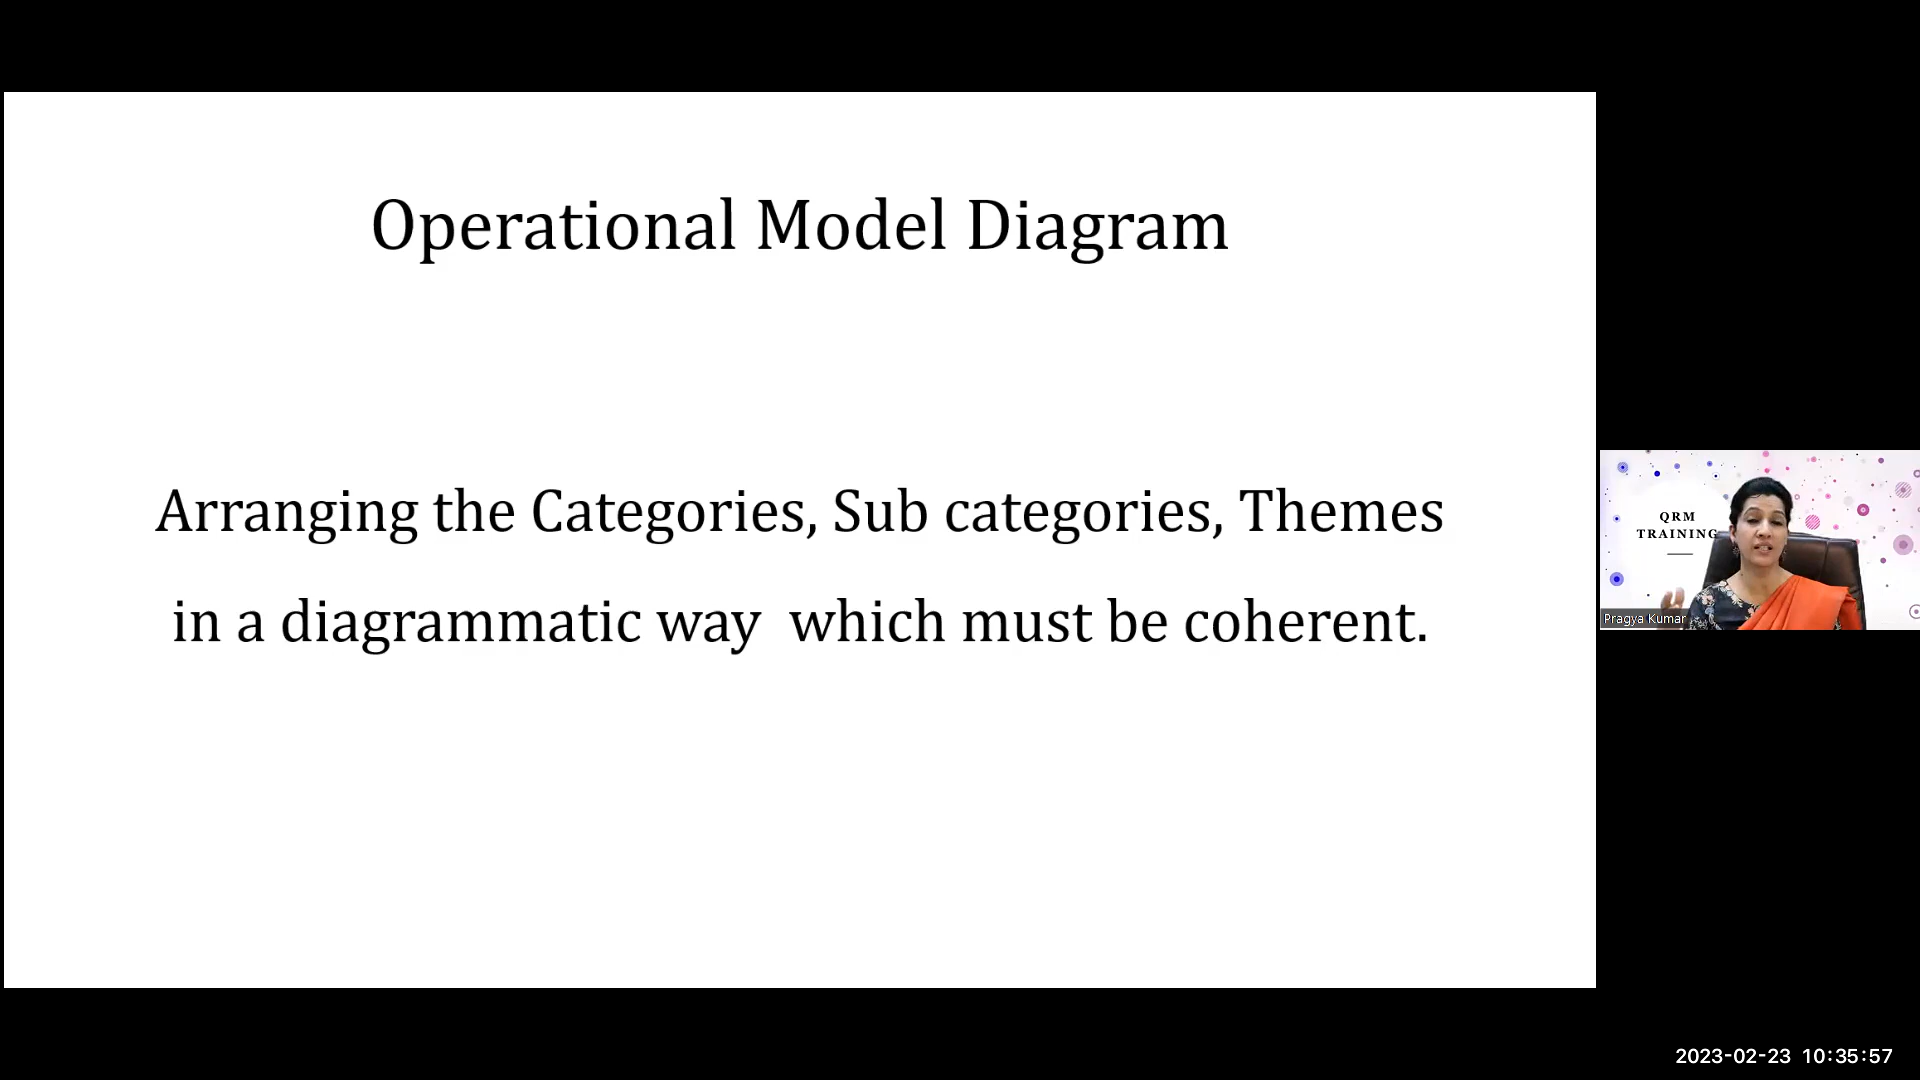 Operational Model Diagram
Arranging the Categories, Sub categories, Themes
in a diagrammatic way  which must be coherent.
QRM
TRAINING
Pragya Kumar
2023-02-23 10:35:57